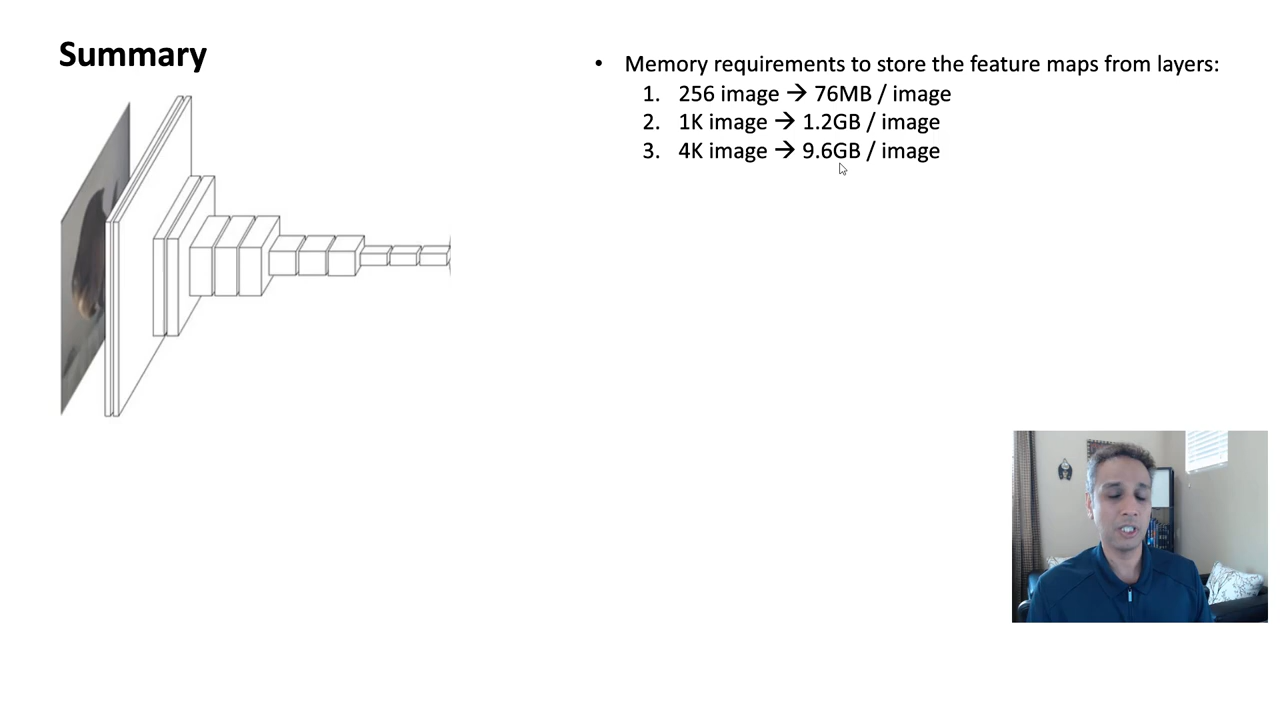 Summary
• Memory requirements to store the feature maps from layers:
1. 256 image → 76MB / image
2. 1K image → 1.2GB / image
3. 4K image → 9.6GB / image